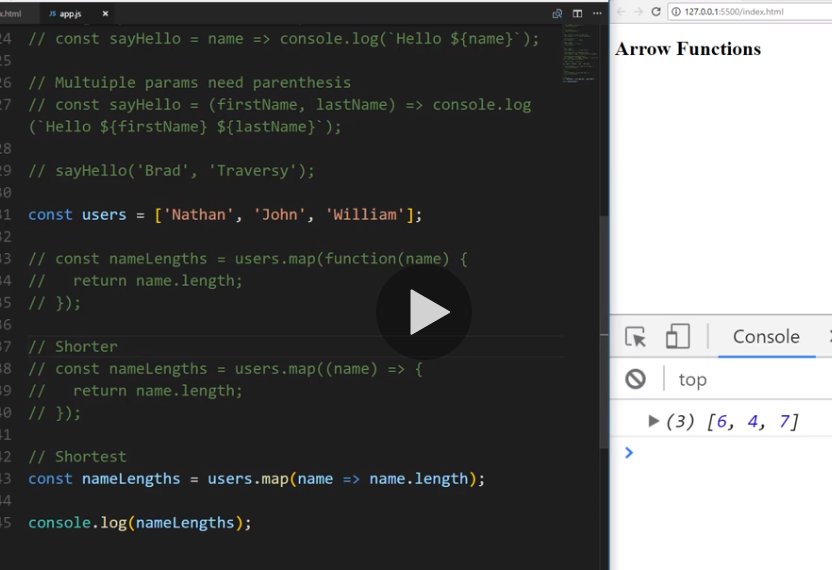 x.html
JS app.js ×
24 // const sayHello = name => console.log(`Hello ${name}`);
25
26 // Multuiple params need parenthesis
27 // const sayHello = (firstName, lastName) => console.log
(`Hello ${firstName} ${lastName}`);
28
29 // sayHello('Brad', 'Traversy');
30
31 const users = ['Nathan', 'John', 'William'];
32
33 // const nameLengths = users.map(function(name) {
34 //   return name.length;
35 // });
36
37 // Shorter
38 // const nameLengths = users.map((name) => {
39 //   return name.length;
40 // });
41
42 // Shortest
43 const nameLengths = users.map(name => name.length);
44
45 console.log(nameLengths);
127.0.0.1:5500/index.html
Arrow Functions
Console
top
(3) [6, 4, 7]